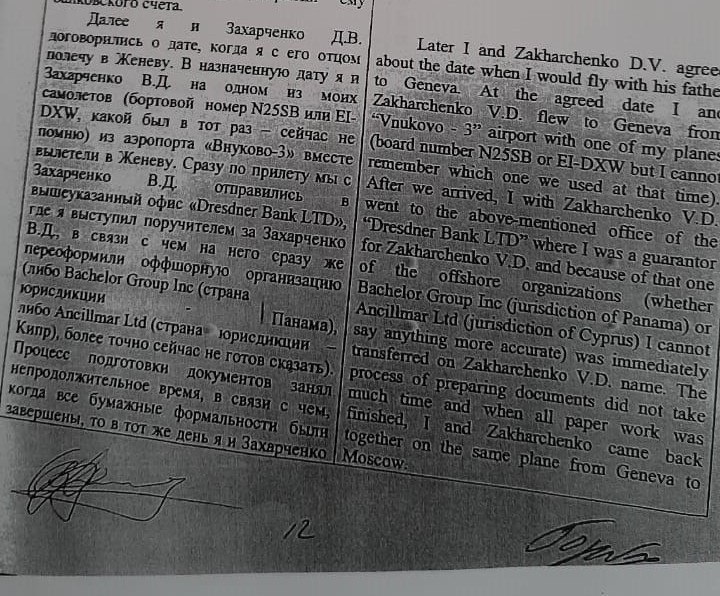 банковского счета.
Далее я и Захарченко Д.В.
договорились о дате, когда я с его отцом
полечу в Женеву. В назначенную дату я и
Захарченко В.Д. на одном из моих
самолетов (бортовой номер N25SB или EI-
DXW, какой был в тот раз – сейчас не
помню) из аэропорта «Внуково-3» вместе
вылетели в Женеву. Сразу по прилету мы с
Захарченко В.Д. отправились в
вышеуказанный офис «Dresdner Bank LTD»,
где я выступил поручителем за Захарченко
В.Д, в связи с чем на него сразу же
переоформили оффшорную организацию
(либо Bachelor Group Inc (страна
юрисдикции - Панама),
либо Ancillmar Ltd (страна юрисдикции –
Кипр), более точно сейчас не готов сказать).
Процесс подготовки документов занял
непродолжительное время, в связи с чем,
когда все бумажные формальности были
завершены, то в тот же день я и Захарченко
Later I and Zakharchenko D.V. agree
about the date when I would fly with his fathe
to Geneva. At the agreed date I and
Zakharchenko V.D. flew to Geneva from
“Vnukovo - 3” airport with one of my planes
(board number N25SB or EI-DXW but I cannot
remember which one we used at that time).
After we arrived, I with Zakharchenko V.D.
went to the above-mentioned office of the
“Dresdner Bank LTD” where I was a guarantor
for Zakharchenko V.D. and because of that one
of the offshore organizations (whether
Bachelor Group Inc (jurisdiction of Panama) or
Ancillmar Ltd (jurisdiction of Cyprus) I cannot
say anything more accurate) was immediately
transferred on Zakharchenko V.D. name. The
process of preparing documents did not take
much time and when all paper work was
finished, I and Zakharchenko came back
together on the same plane from Geneva to
Moscow.
12